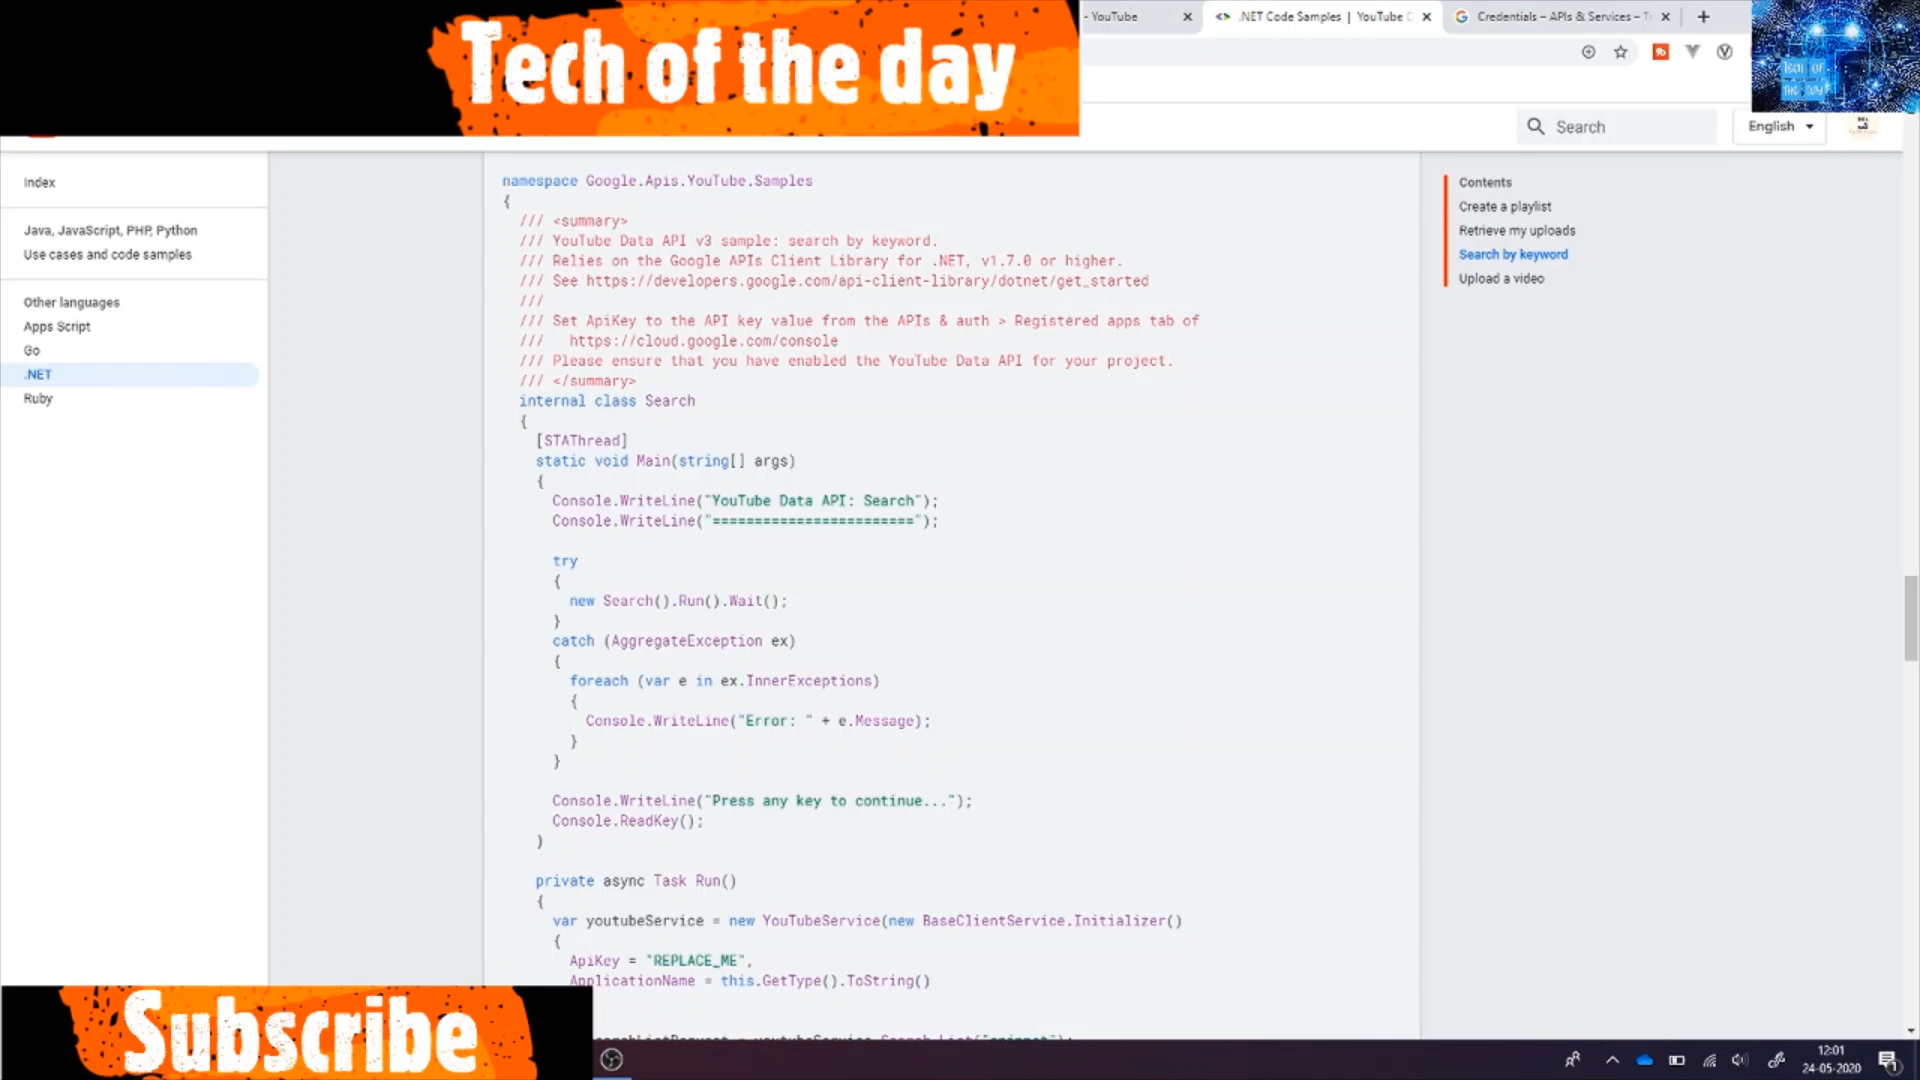 Tech of the day
- YouTube
.NET Code Samples | YouTube
Credentials – APIs & Services –
TECH OF
THE DAY
Search
English
Index
Java, JavaScript, PHP, Python
Use cases and code samples
Other languages
Apps Script
Go
.NET
Ruby
namespace Google.Apis.YouTube.Samples
{
/// <summary>
/// YouTube Data API v3 sample: search by keyword.
/// Relies on the Google APIs Client Library for .NET, v1.7.0 or higher.
/// See https://developers.google.com/api-client-library/dotnet/get_started
///
/// Set ApiKey to the API key value from the APIs & auth > Registered apps tab of
///   https://cloud.google.com/console
/// Please ensure that you have enabled the YouTube Data API for your project.
/// </summary>
internal class Search
{
[STAThread]
static void Main(string[] args)
{
Console.WriteLine("YouTube Data API: Search");
Console.WriteLine("========================");
try
{
new Search().Run().Wait();
}
catch (AggregateException ex)
{
foreach (var e in ex.InnerExceptions)
{
Console.WriteLine("Error: " + e.Message);
}
}
Console.WriteLine("Press any key to continue...");
Console.ReadKey();
}
private async Task Run()
{
var youtubeService = new YouTubeService(new BaseClientService.Initializer()
{
ApiKey = "REPLACE_ME",
ApplicationName = this.GetType().ToString()
Contents
Create a playlist
Retrieve my uploads
Search by keyword
Upload a video
Subscribe
12:01
24-05-2020
1